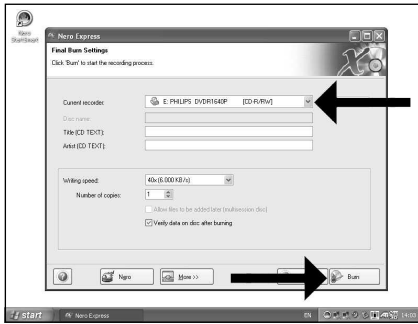 Nero
StartSmart
Nero Express
Final Burn Settings
Click 'Burn' to start the recording process.
Current recorder:
E: PHILIPS DVDR1640P [CD-R/RW]
Disc name:
Title (CD TEXT):
Artist (CD TEXT):
Writing speed:
40x (6.000 KB/s)
Number of copies:
1
Allow files to be added later (multisession disc)
Verify data on disc after burning
Nero
More >>
Burn
start
Nero Express
EN
14:03